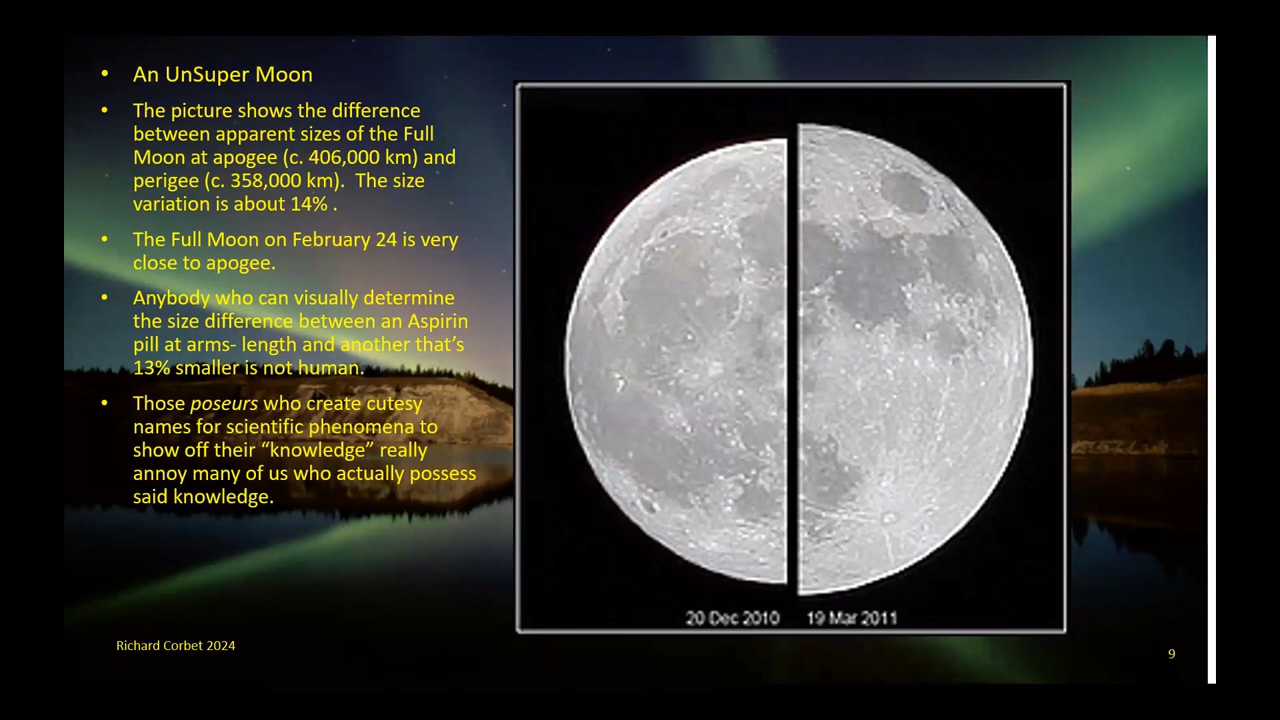 • An UnSuper Moon
• The picture shows the difference
between apparent sizes of the Full
Moon at apogee (c. 406,000 km) and
perigee (c. 358,000 km).  The size
variation is about 14% .
• The Full Moon on February 24 is very
close to apogee.
• Anybody who can visually determine
the size difference between an Aspirin
pill at arms- length and another that’s
13% smaller is not human.
• Those poseurs who create cutesy
names for scientific phenomena to
show off their “knowledge” really
annoy many of us who actually possess
said knowledge.
20 Dec 2010
19 Mar 2011
Richard Corbet 2024
9